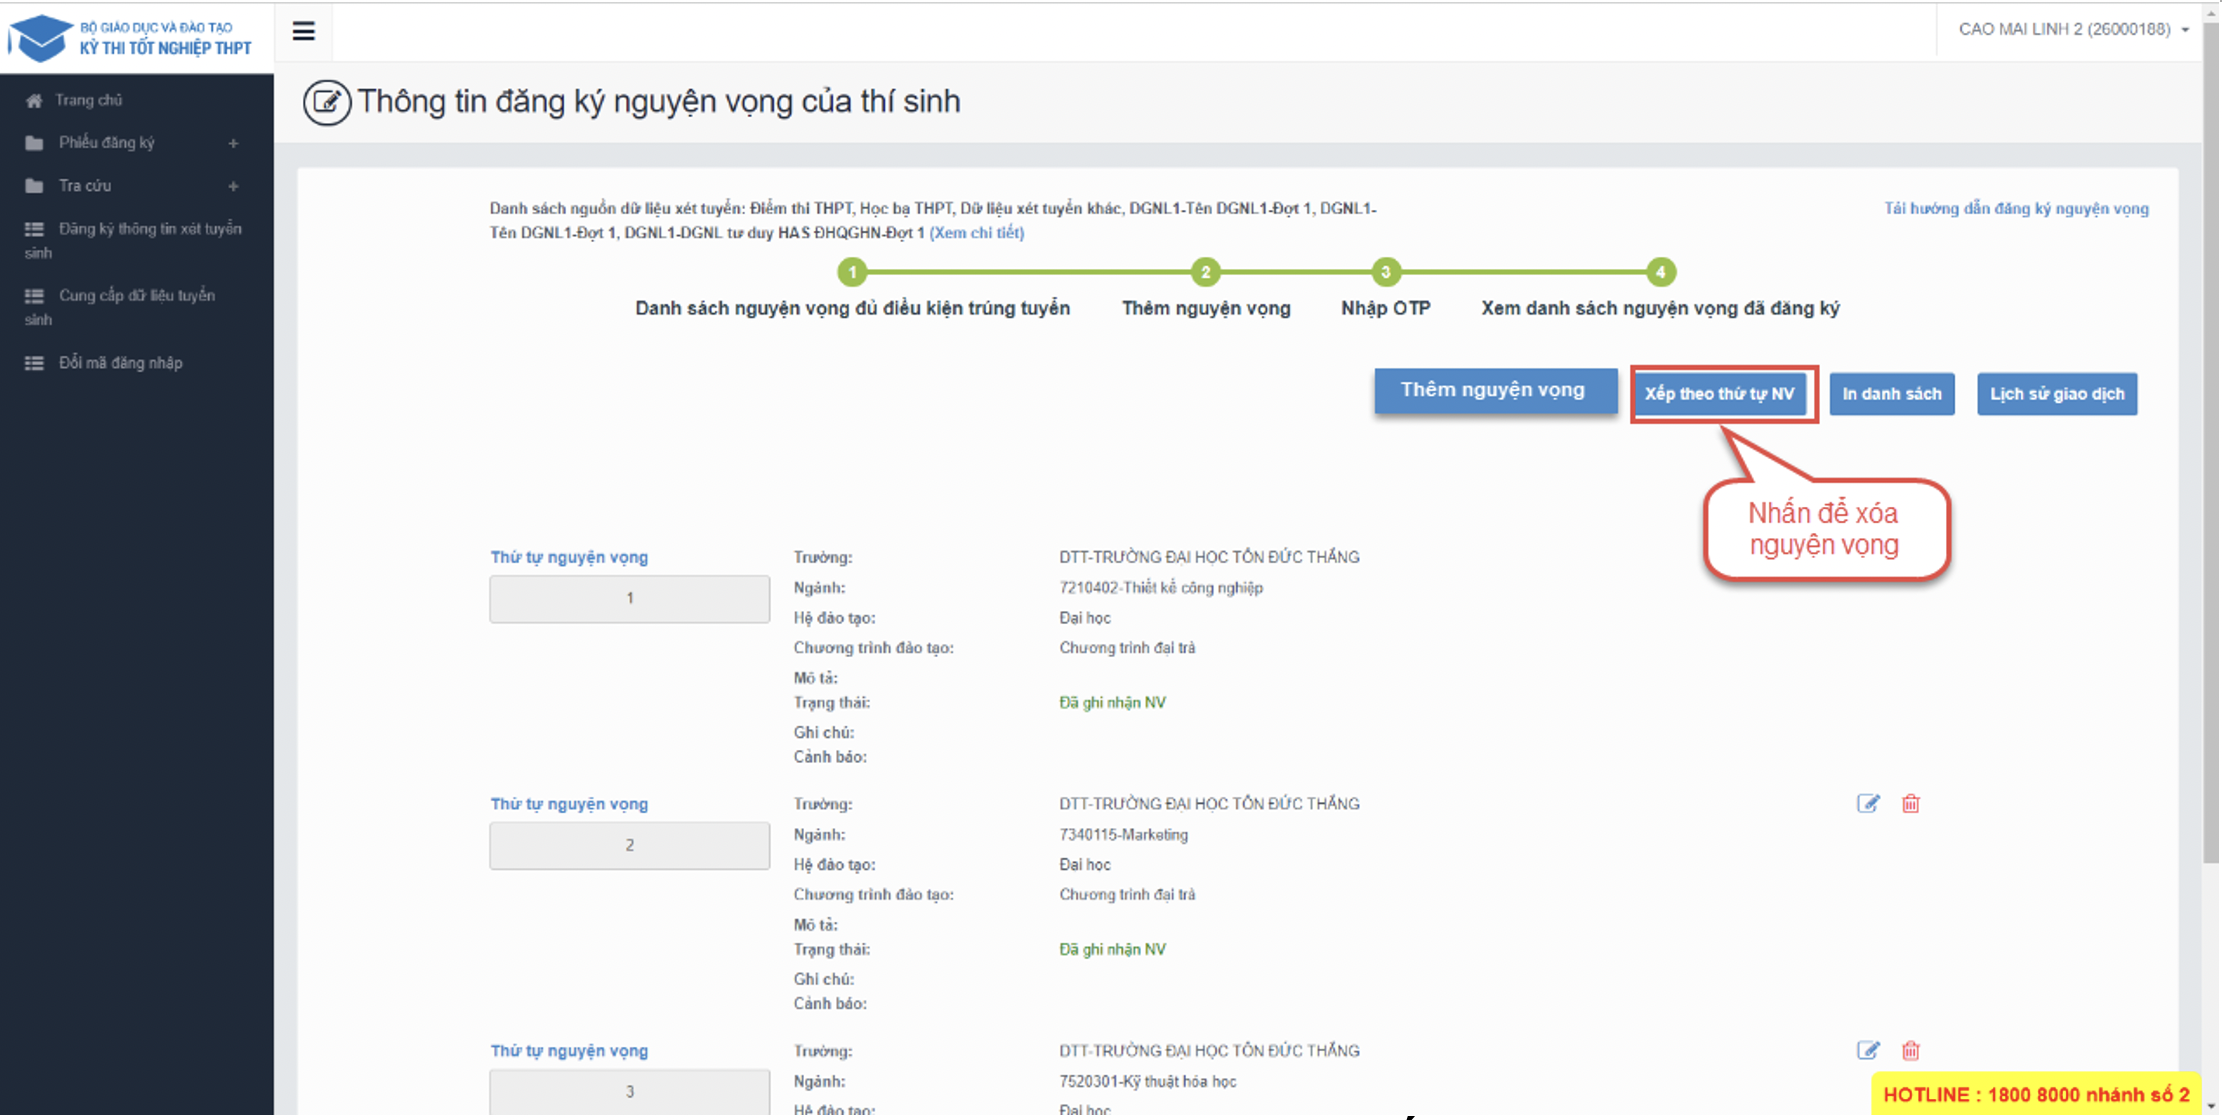 BỘ GIÁO DỤC VÀ ĐÀO TẠO
KỲ THI TỐT NGHIỆP THPT
CAO MAI LINH 2 (26000188)
Trang chủ
Phiếu đăng ký +
Tra cứu +
Đăng ký thông tin xét tuyển
sinh
Cung cấp dữ liệu tuyển
sinh
Đổi mã đăng nhập
Thông tin đăng ký nguyện vọng của thí sinh
Danh sách nguồn dữ liệu xét tuyển: Điểm thi THPT, Học bạ THPT, Dữ liệu xét tuyển khác, DGNL1-Tên DGNL1-Đợt 1, DGNL1-
Tên DGNL1-Đợt 1, DGNL1-DGNL tư duy HAS ĐHQGHN-Đợt 1 (Xem chi tiết)
Tải hướng dẫn đăng ký nguyện vọng
1 2 3 4
Danh sách nguyện vọng đủ điều kiện trúng tuyển Thêm nguyện vọng Nhập OTP Xem danh sách nguyện vọng đã đăng ký
Thêm nguyện vọng Xếp theo thứ tự NV In danh sách Lịch sử giao dịch
Nhấn để xóa
nguyện vọng
Thứ tự nguyện vọng
1
Trường: DTT-TRƯỜNG ĐẠI HỌC TÔN ĐỨC THẮNG
Ngành: 7210402-Thiết kế công nghiệp
Hệ đào tạo: Đại học
Chương trình đào tạo: Chương trình đại trà
Mô tả:
Trạng thái: Đã ghi nhận NV
Ghi chú:
Cảnh báo:
Thứ tự nguyện vọng
2
Trường: DTT-TRƯỜNG ĐẠI HỌC TÔN ĐỨC THẮNG
Ngành: 7340115-Marketing
Hệ đào tạo: Đại học
Chương trình đào tạo: Chương trình đại trà
Mô tả:
Trạng thái: Đã ghi nhận NV
Ghi chú:
Cảnh báo:
Thứ tự nguyện vọng
3
Trường: DTT-TRƯỜNG ĐẠI HỌC TÔN ĐỨC THẮNG
Ngành: 7520301-Kỹ thuật hóa học
Hệ đào tạo: Đại học
HOTLINE : 1800 8000 nhánh số 2